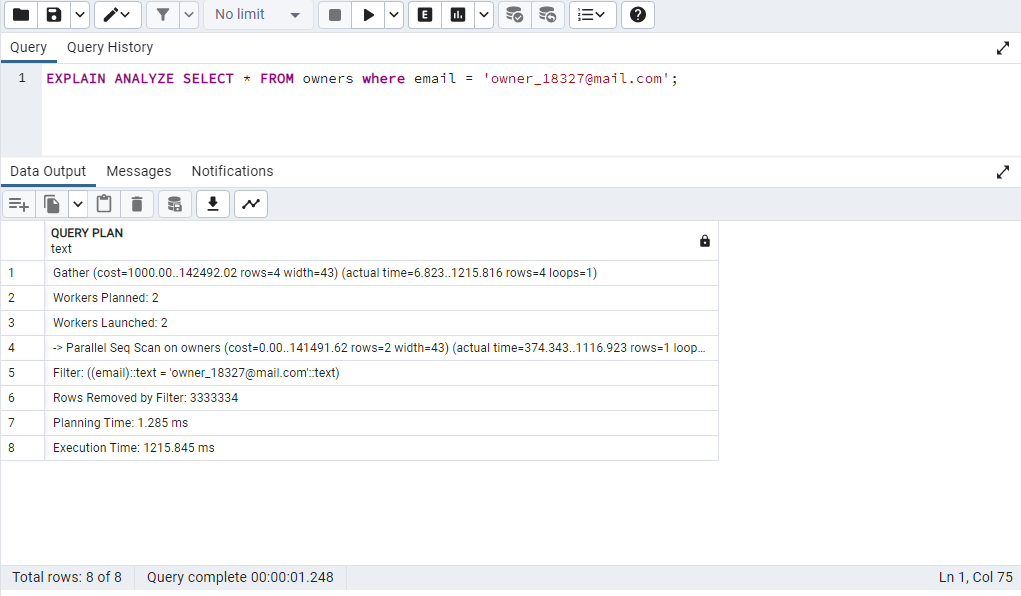 No limit
E
Query Query History
1 EXPLAIN ANALYZE SELECT * FROM owners where email = 'owner_18327@mail.com';
Data Output Messages Notifications
QUERY PLAN
text
1 Gather (cost=1000.00..142492.02 rows=4 width=43) (actual time=6.823..1215.816 rows=4 loops=1)
2 Workers Planned: 2
3 Workers Launched: 2
4 -> Parallel Seq Scan on owners (cost=0.00..141491.62 rows=2 width=43) (actual time=374.343..1116.923 rows=1 loop...
5 Filter: ((email)::text = 'owner_18327@mail.com'::text)
6 Rows Removed by Filter: 3333334
7 Planning Time: 1.285 ms
8 Execution Time: 1215.845 ms
Total rows: 8 of 8 Query complete 00:00:01.248 Ln 1, Col 75